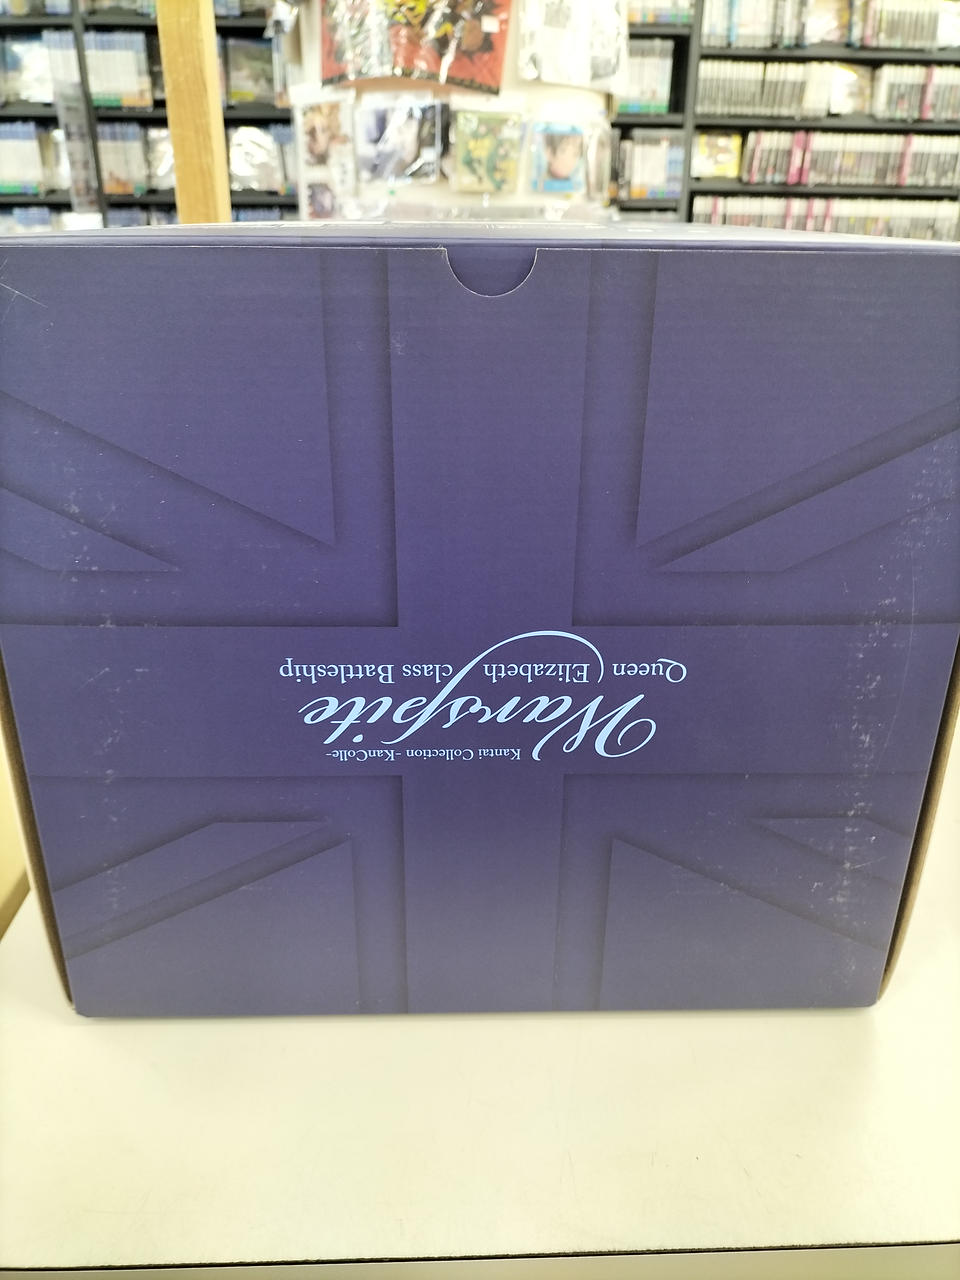 Kantai Collection -KanColle-
Warspite
Queen Elizabeth class Battleship